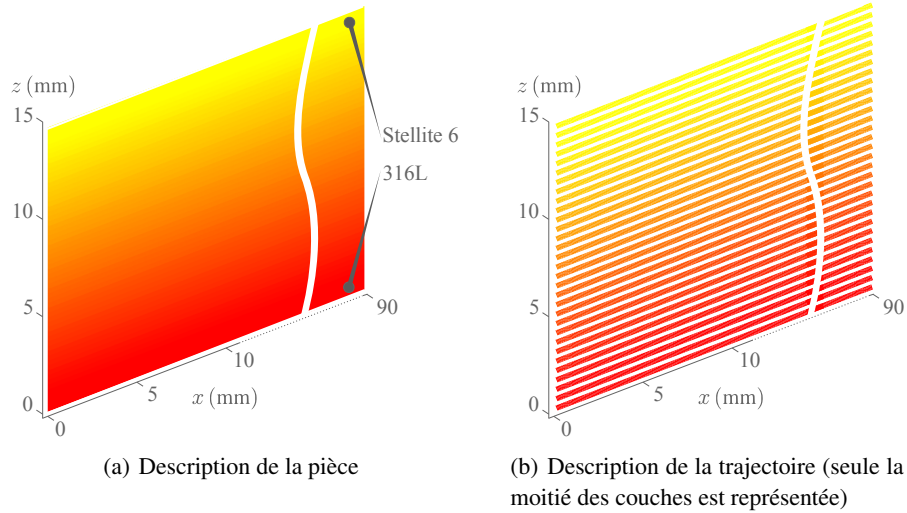 z (mm)
15
10
5
0
0
5
10
90
x (mm)
Stellite 6
316L
(a) Description de la pièce
z (mm)
15
10
5
0
0
5
10
90
x (mm)
(b) Description de la trajectoire (seule la
moitié des couches est représentée)